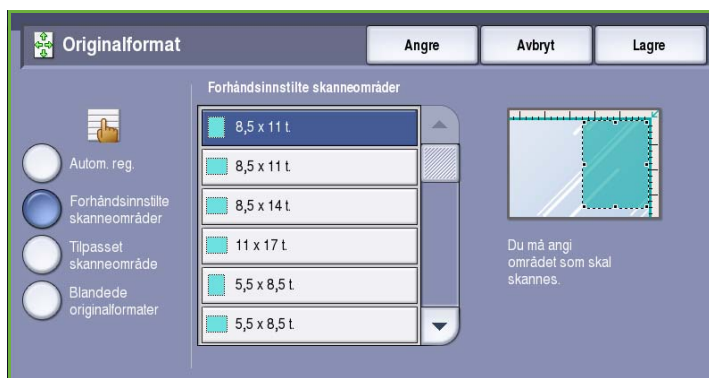 Originalformat
Angre
Avbryt
Lagre
Forhåndsinnstilte skanneområder
Autom. reg.
Forhåndsinnstilte
skanneområder
Tilpasset
skanneområde
Blandede
originalformater
8,5 x 11 t.
8,5 x 11 t.
8,5 x 14 t.
11 x 17 t.
5,5 x 8,5 t.
5,5 x 8,5 t.
Du må angi
området som skal
skannes.